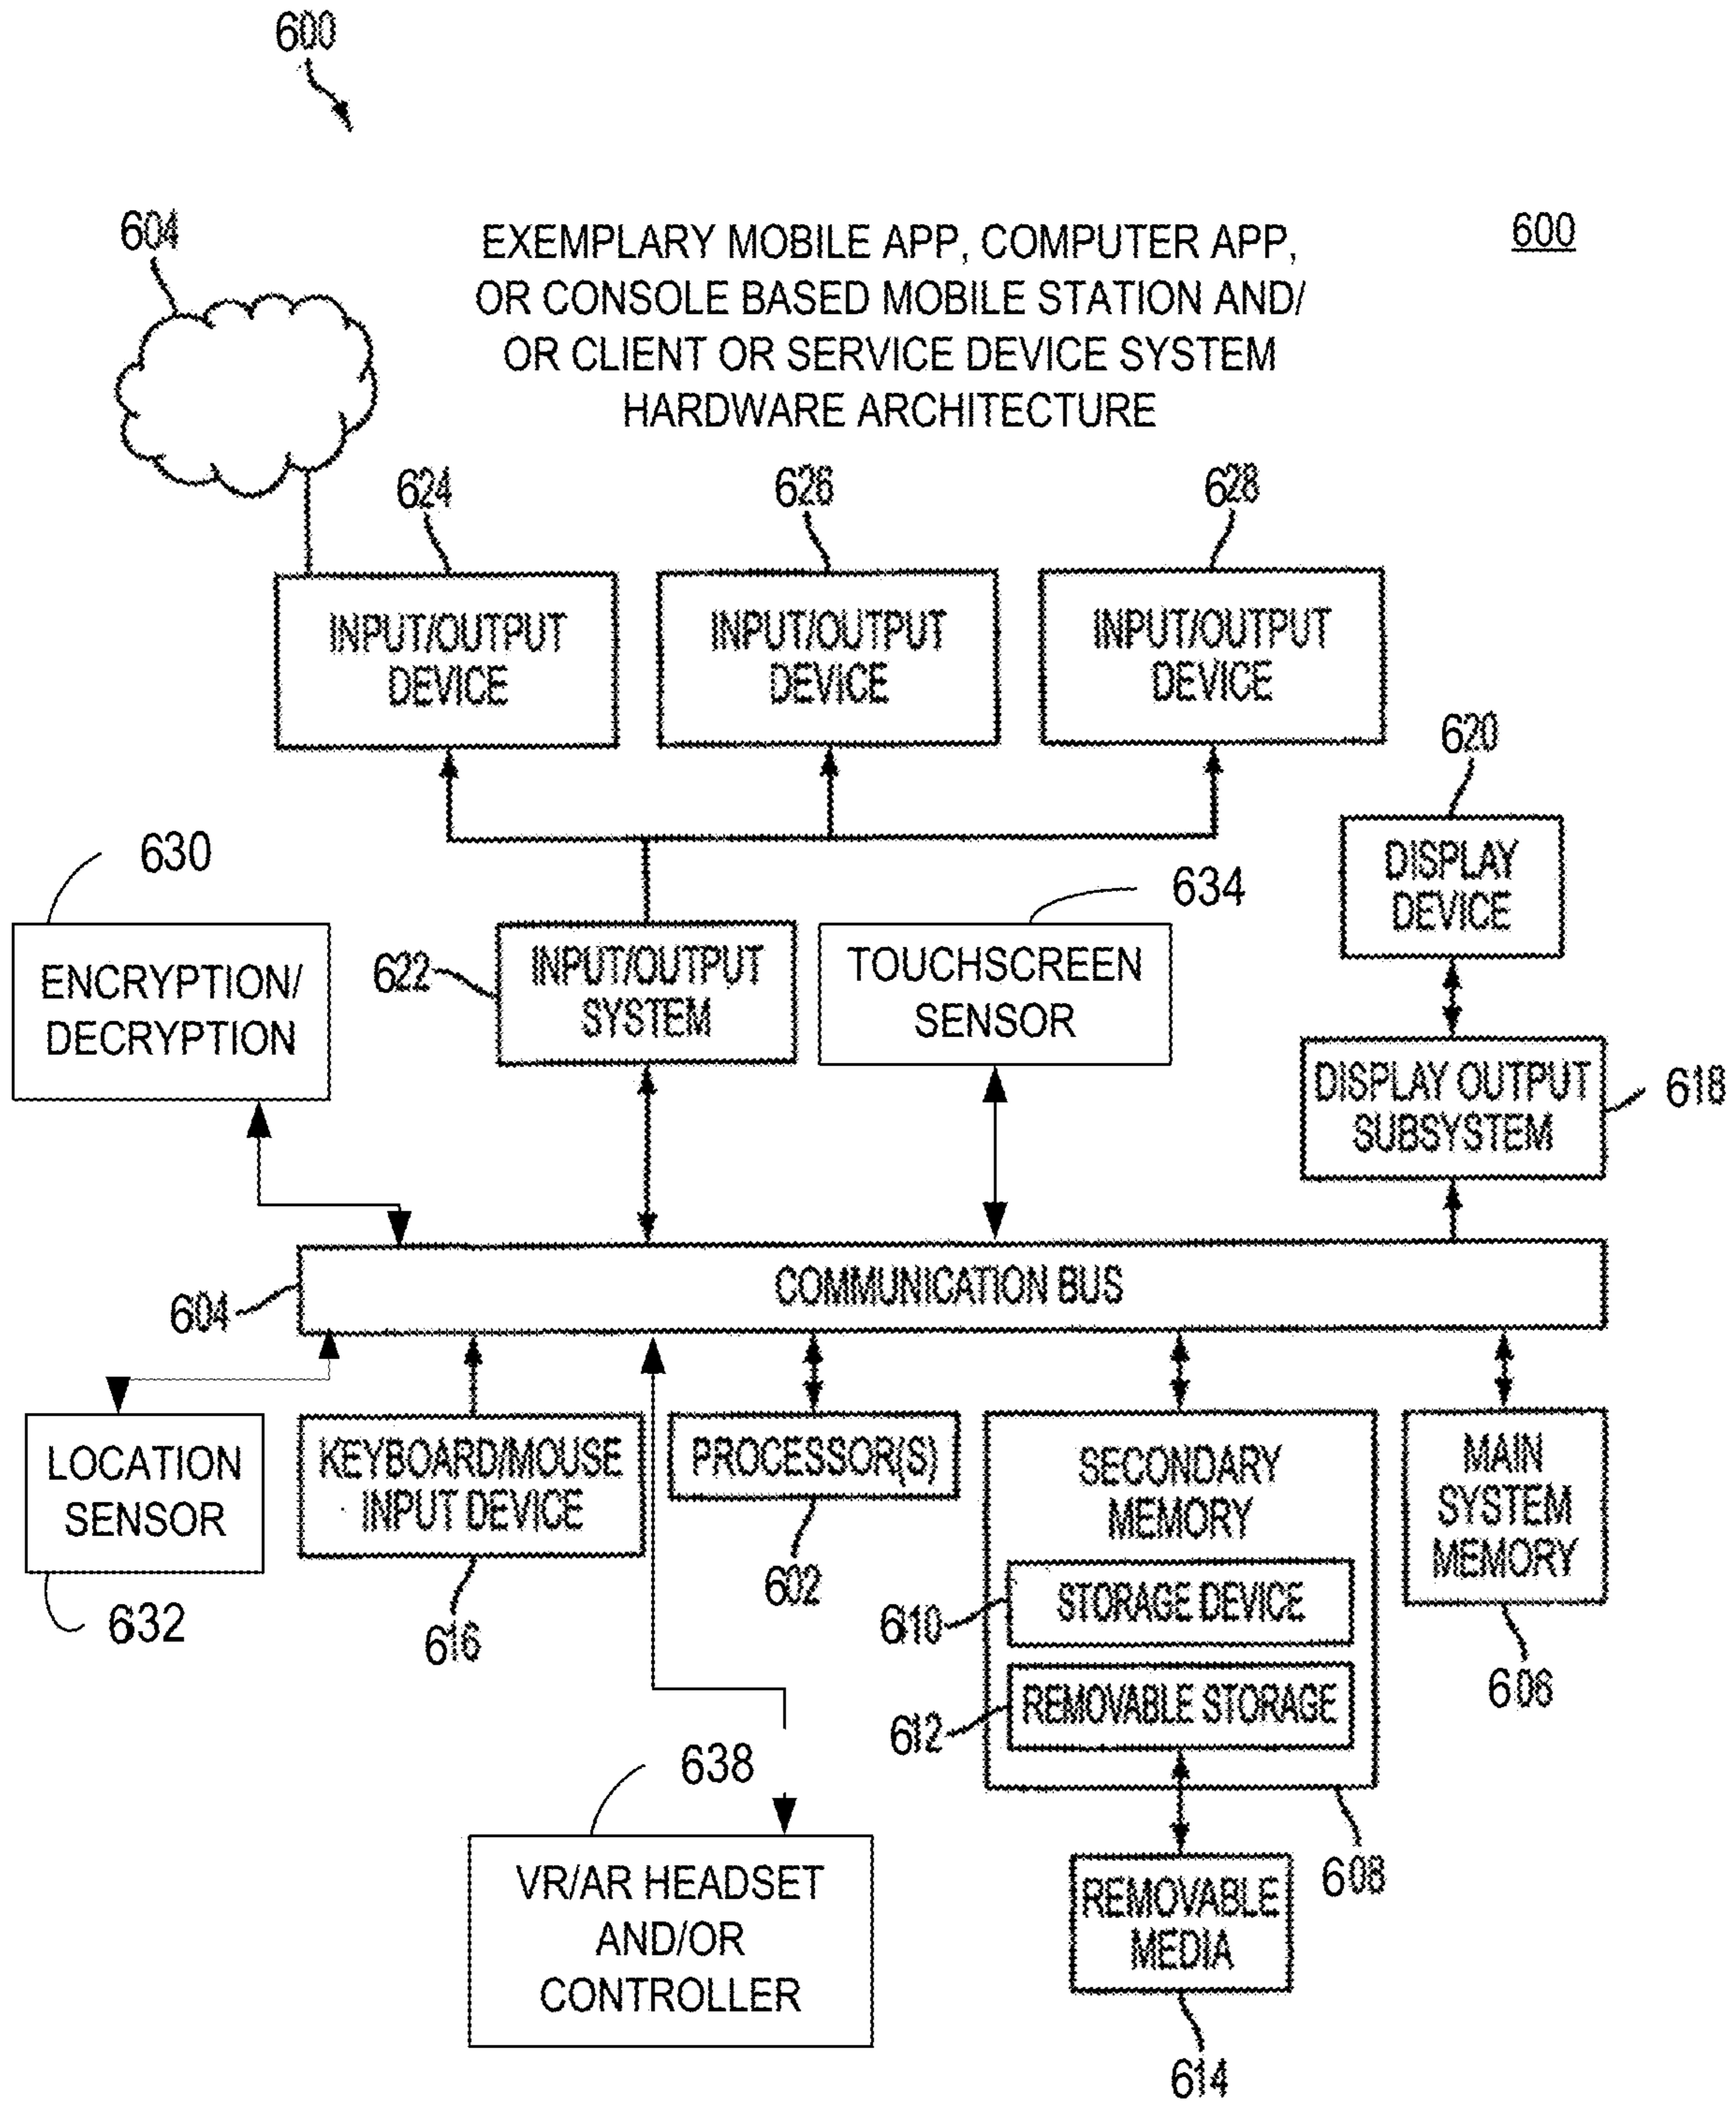 600
604
EXEMPLARY MOBILE APP, COMPUTER APP,
OR CONSOLE BASED MOBILE STATION AND/
OR CLIENT OR SERVICE DEVICE SYSTEM
HARDWARE ARCHITECTURE
600
624
626
628
INPUT/OUTPUT
DEVICE
INPUT/OUTPUT
DEVICE
INPUT/OUTPUT
DEVICE
620
DISPLAY
DEVICE
630
634
ENCRYPTION/
DECRYPTION
622
INPUT/OUTPUT
SYSTEM
TOUCHSCREEN
SENSOR
DISPLAY OUTPUT
SUBSYSTEM
618
604
COMMUNICATION BUS
LOCATION
SENSOR
632
KEYBOARD/MOUSE
INPUT DEVICE
616
PROCESSOR(S)
602
SECONDARY
MEMORY
610
STORAGE DEVICE
612
REMOVABLE STORAGE
MAIN
SYSTEM
MEMORY
606
638
VR/AR HEADSET
AND/OR
CONTROLLER
608
REMOVABLE
MEDIA
614